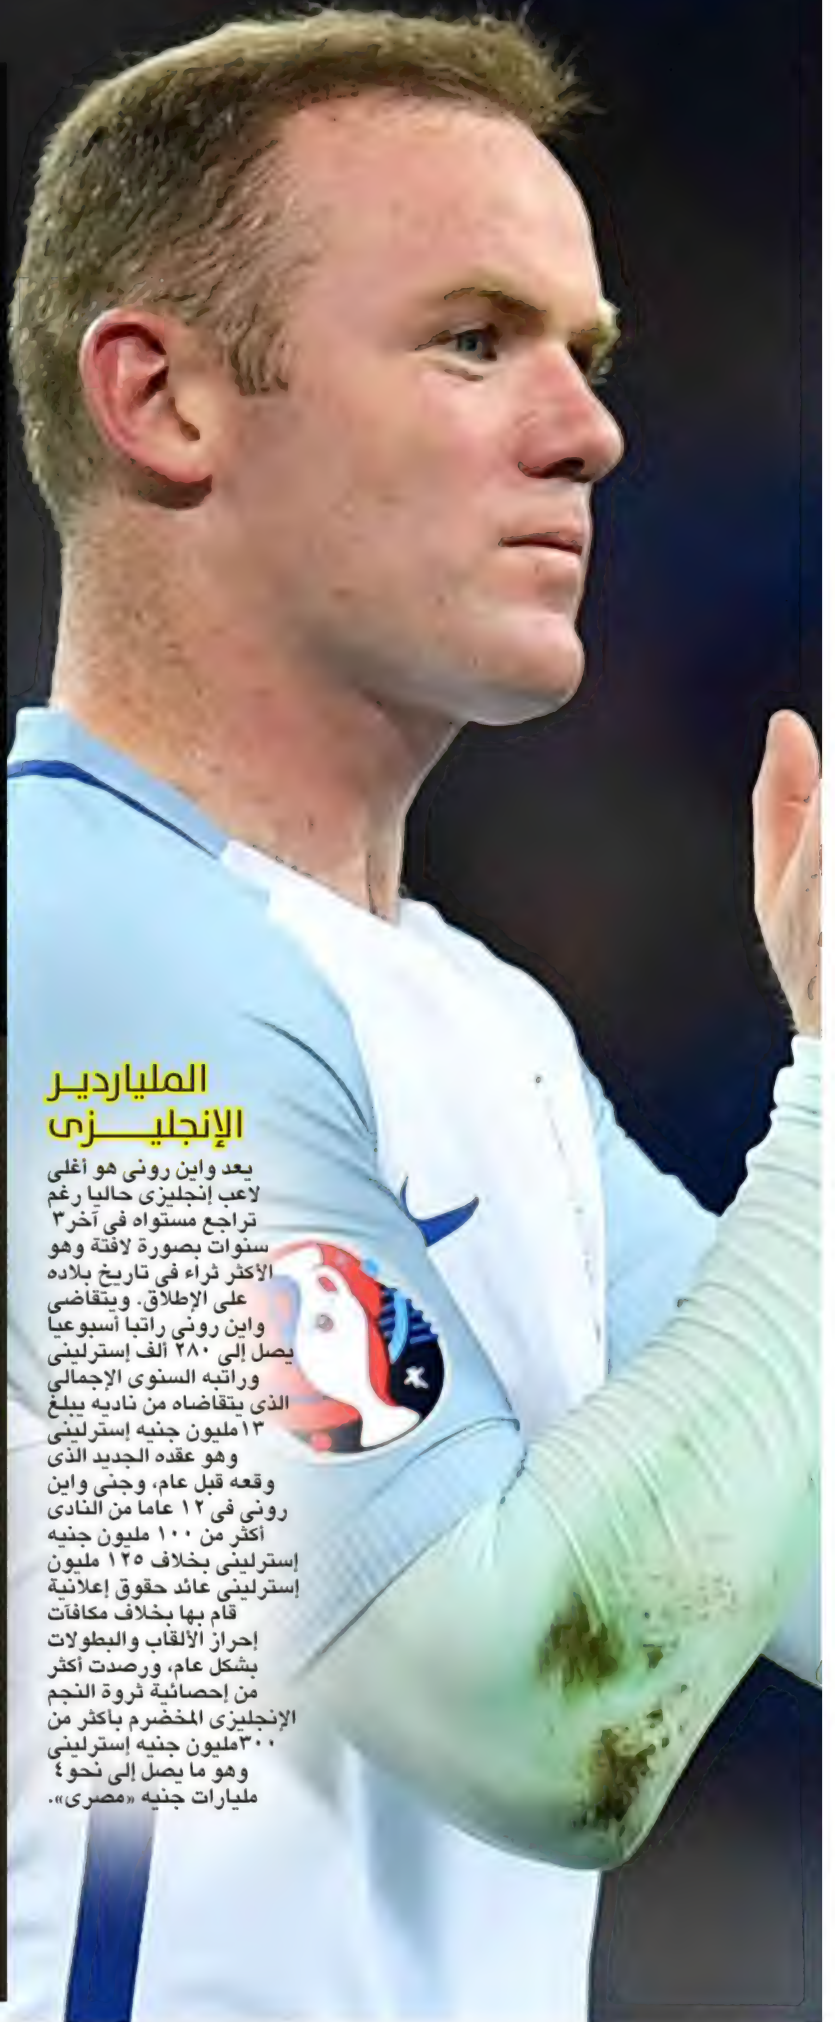 الملياردير
الإنجليـــزى
يعد واين رونى هو أغلى
لاعب إنجليزى حاليا رغم
تراجع مستواه فى آخر ٣
سنوات بصورة لافتة وهو
الأكثر ثراء فى تاريخ بلاده
على الإطلاق. ويتقاضى
واين رونى راتبا أسبوعيا
يصل إلى ٢٨٠ ألف إسترلينى
وراتبه السنوى الإجمالى
الذى يتقاضاه من ناديه يبلغ
١٣ مليون جنيه إسترلينى
وهو عقده الجديد الذى
وقعه قبل عام، وجنى واين
رونى فى ١٢ عاما من النادى
أكثر من ١٠٠ مليون جنيه
إسترلينى بخلاف ١٢٥ مليون
إسترلينى عائد حقوق إعلانية
قام بها بخلاف مكافآت
إحراز الألقاب والبطولات
بشكل عام، ورصدت أكثر
من إحصائية ثروة النجم
الإنجليزى المخضرم بأكثر من
٣٠٠مليون جنيه إسترلينى
وهو ما يصل إلى نحو ٤
مليارات جنيه «مصرى».